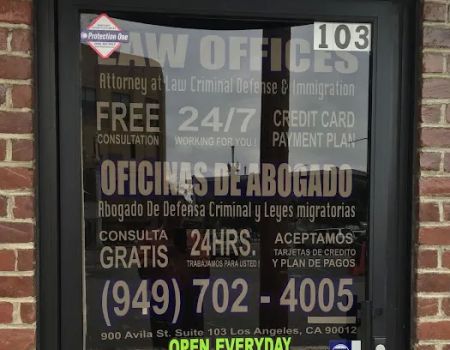 Protection One
103
LAW OFFICES
Attorney at Law Criminal Defense & Immigration
FREE CONSULTATION
24/7 WORKING FOR YOU !
CREDIT CARD PAYMENT PLAN
OFICINAS DE ABOGADO
Abogado De Defensa Criminal y Leyes migratorias
CONSULTA GRATIS
24HRS. TRABAJAMOS PARA USTED !
ACEPTAMOS TARJETAS DE CREDITO Y PLAN DE PAGOS
(949) 702 - 4005
900 Avila St. Suite 103 Los Angeles, CA 90012
OPEN EVERYDAY